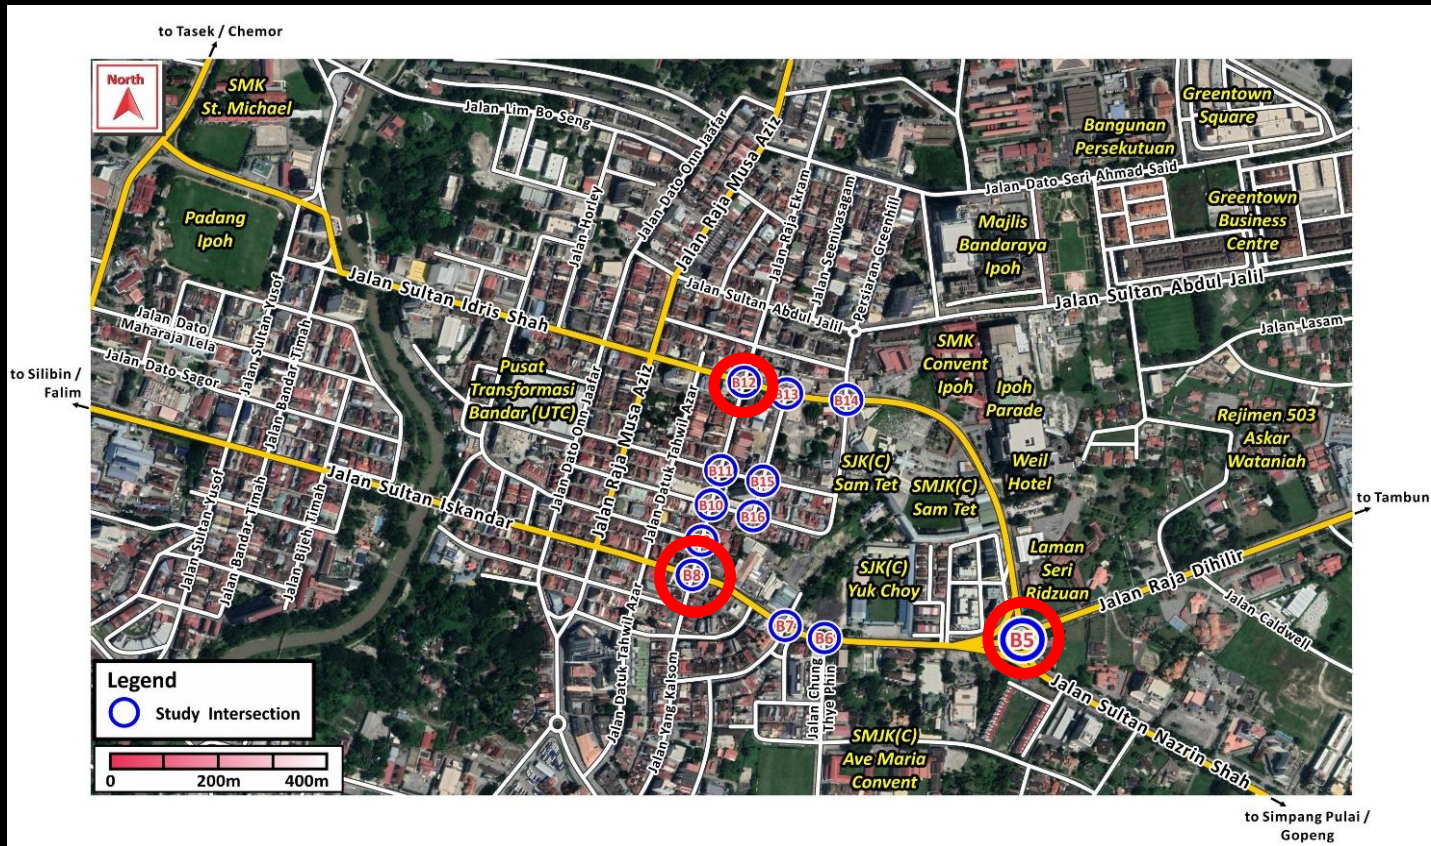 to Tasek / Chemor
North
SMK
St. Michael
Jalan Lim Bo Seng
Jalan Dato Onn Jaafar
Jalan Raja Musa Aziz
Greentown
Square
Bangunan
Persekutuan
Jalan Dato Seri Ahmad Said
Padang
Ipoh
Jalan Horley
Jalan Raja Ekram
Jalan Seenivasagam
Persiaran Greenhill
Majlis
Bandaraya
Ipoh
Greentown
Business
Centre
Jalan Sultan Idris Shah
Jalan Sultan Abdul Jalil
Jalan Sultan Abdul Jalil
Jalan Dato
Maharaja Lela
Jalan Sultan Yusof
Jalan Bandar Timah
Jalan Lasam
Jalan Dato Sagor
to Silibin /
Falim
Pusat
Transformasi
Bandar (UTC)
Jalan Dato Onn Jaafar
Jalan Raja Musa Aziz
Jalan Datuk Tahwil Azar
B12
B13
B14
SMK
Convent
Ipoh
Ipoh
Parade
Rejimen 503
Askar
Wataniah
SJK(C)
Sam Tet
SMJK(C)
Sam Tet
Weil
Hotel
B11
B15
B10
B16
to Tambun
Jalan Sultan Iskandar
Jalan Sultan Yusof
Jalan Bandar Timah
Jalan Bijen Timah
B8
SJK(C)
Yuk Choy
Laman
Seri
Ridzuan
Jalan Raja Dihilir
Jalan Caldwell
B7
B6
B5
Jalan Datuk Tahwil Azar
Jalan Yang Kalsom
Jalan Chung
Thye Phin
Jalan Sultan Nazrin Shah
SMJK(C)
Ave Maria
Convent
Legend
Study Intersection
0 200m 400m
to Simpang Pulai /
Gopeng